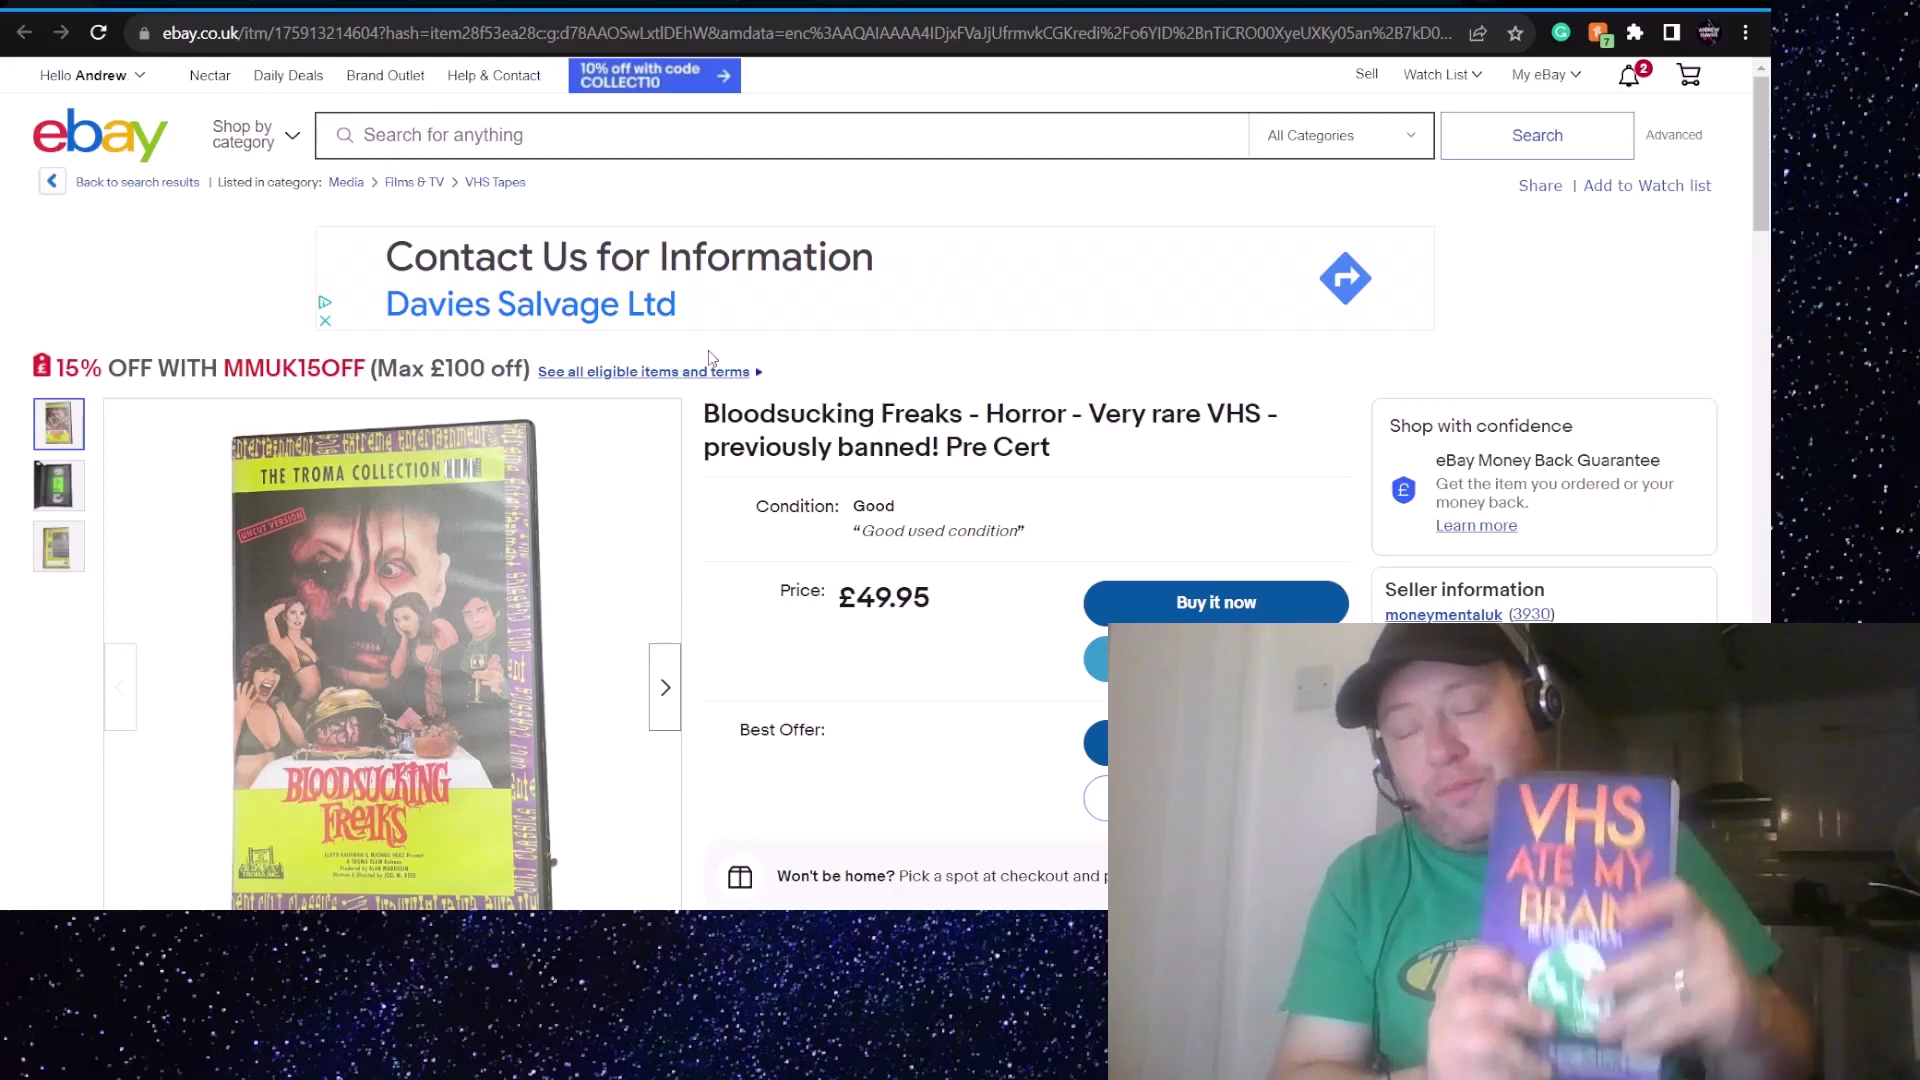 ebay.co.uk/itm/175913214604?hash=item28f53ea28c:g:d78AAOSwLxtlDEhW&amdata=enc%3AAQAIAAAA4IDjxFVaJjUfrmvkCGKredi%2Fo6YID%2BnTiCRO00XyeUXKy05an%2B7kD0...
7
Hello Andrew
Nectar
Daily Deals
Brand Outlet
Help & Contact
10% off with code
COLLECT10
Sell
Watch List
My eBay
2
ebay
Shop by
category
Search for anything
All Categories
Search
Advanced
Back to search results | Listed in category: Media > Films & TV > VHS Tapes
Share | Add to Watch list
Contact Us for Information
Davies Salvage Ltd
15% OFF WITH MMUK15OFF (Max £100 off) See all eligible items and terms
THE TROMA COLLECTION
UNCUT VERSION
BLOODSUCKING
FREAKS
Bloodsucking Freaks - Horror - Very rare VHS -
previously banned! Pre Cert
Condition: Good
“Good used condition”
Price: £49.95
Buy it now
Best Offer:
Won't be home? Pick a spot at checkout and
Shop with confidence
eBay Money Back Guarantee
Get the item you ordered or your
money back.
Learn more
Seller information
moneymentaluk (3930)
VHS
ATE MY
BRAIN